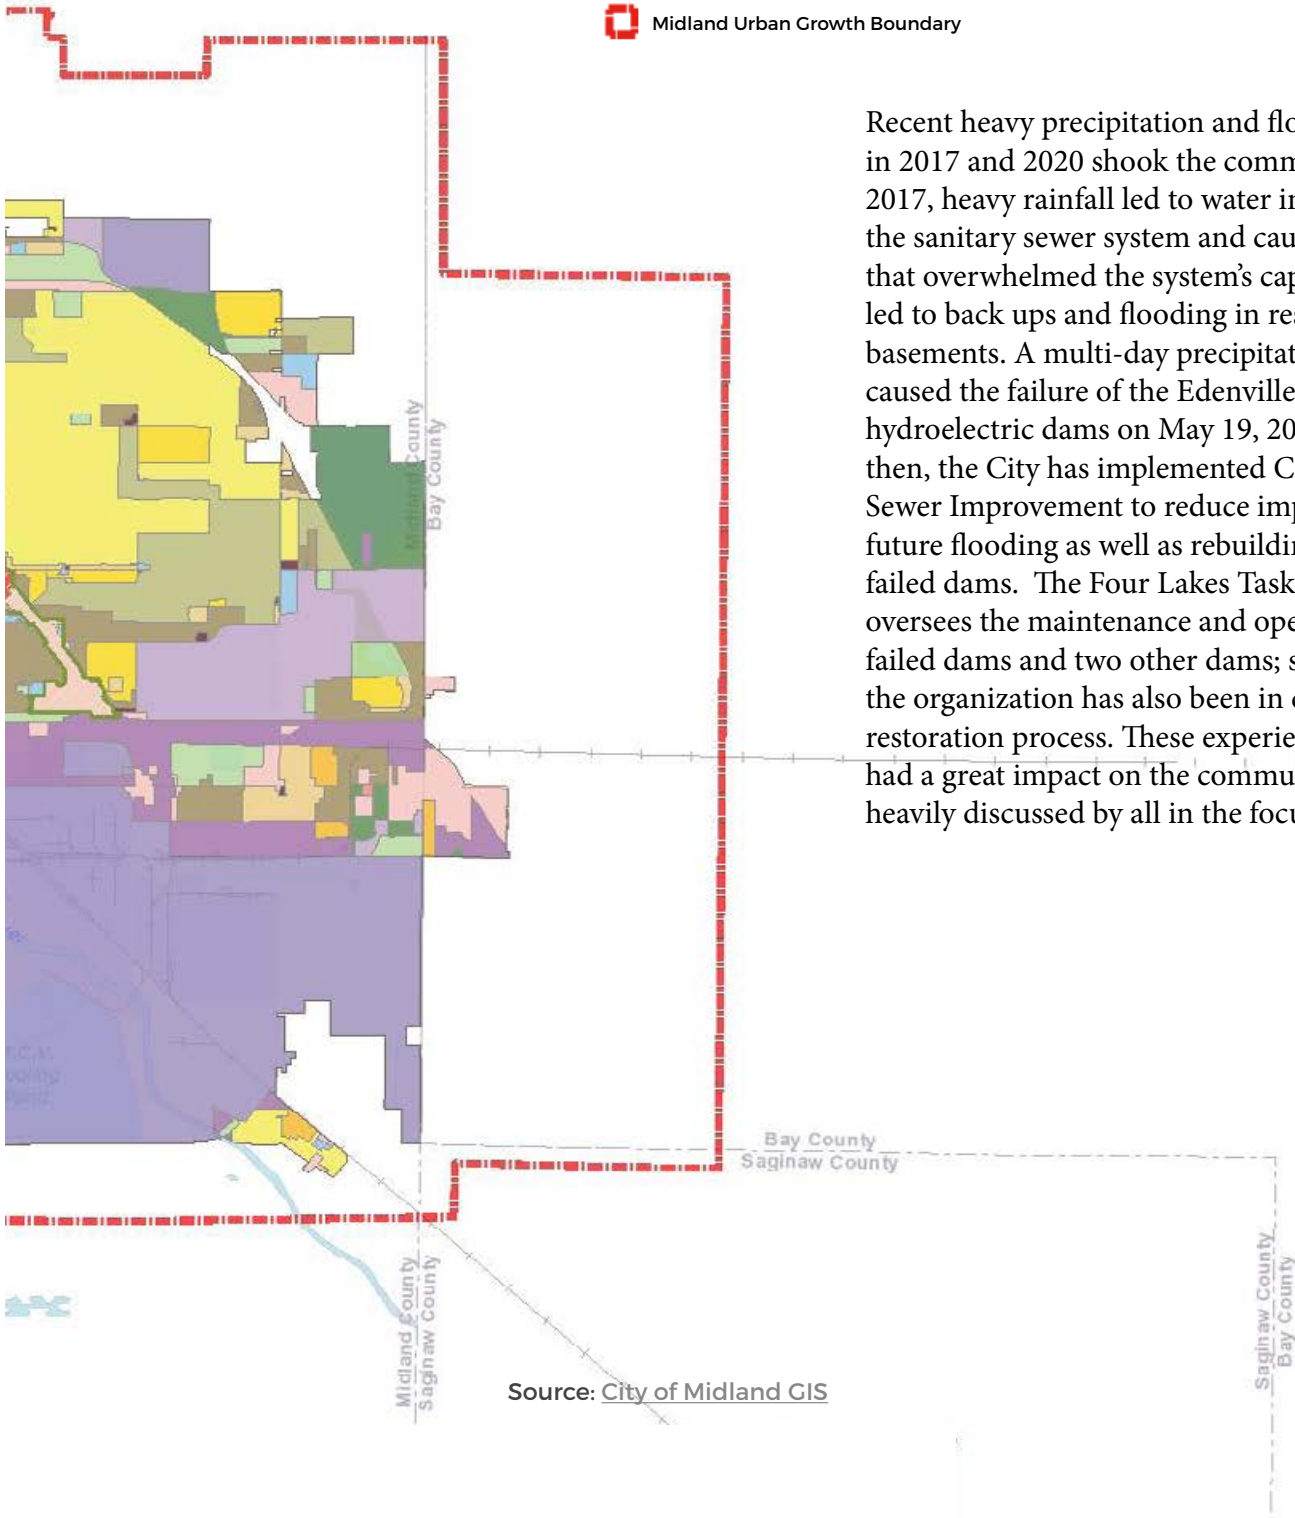 Midland Urban Growth Boundary
Recent heavy precipitation and flo
in 2017 and 2020 shook the comm
2017, heavy rainfall led to water in
the sanitary sewer system and cau
that overwhelmed the system's cap
led to back ups and flooding in res
basements. A multi-day precipitat
caused the failure of the Edenville
hydroelectric dams on May 19, 20
then, the City has implemented C
Sewer Improvement to reduce imp
future flooding as well as rebuildin
failed dams. The Four Lakes Task
oversees the maintenance and ope
failed dams and two other dams; s
the organization has also been in
restoration process. These experie
had a great impact on the commu
heavily discussed by all in the focu
Midland County
Bay County
Bay County
Saginaw County
Midland County
Saginaw County
Saginaw County
Bay County
Source: City of Midland GIS